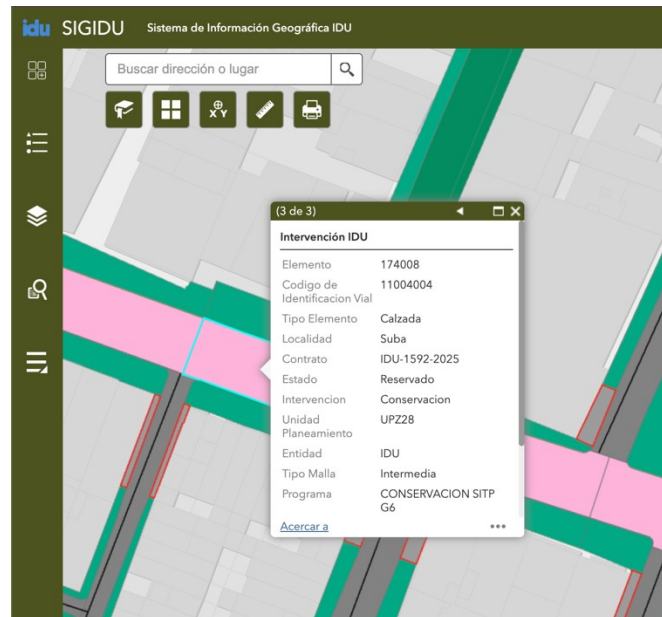 idu SIGIDU Sistema de Información Geográfica IDU
Buscar dirección o lugar
X Y
(3 de 3)
Intervención IDU
Elemento 174008
Codigo de Identificacion Vial 11004004
Tipo Elemento Calzada
Localidad Suba
Contrato IDU-1592-2025
Estado Reservado
Intervencion Conservacion
Unidad Planeamiento UPZ28
Entidad IDU
Tipo Malla Intermedia
Programa CONSERVACION SITP G6
Acercar a